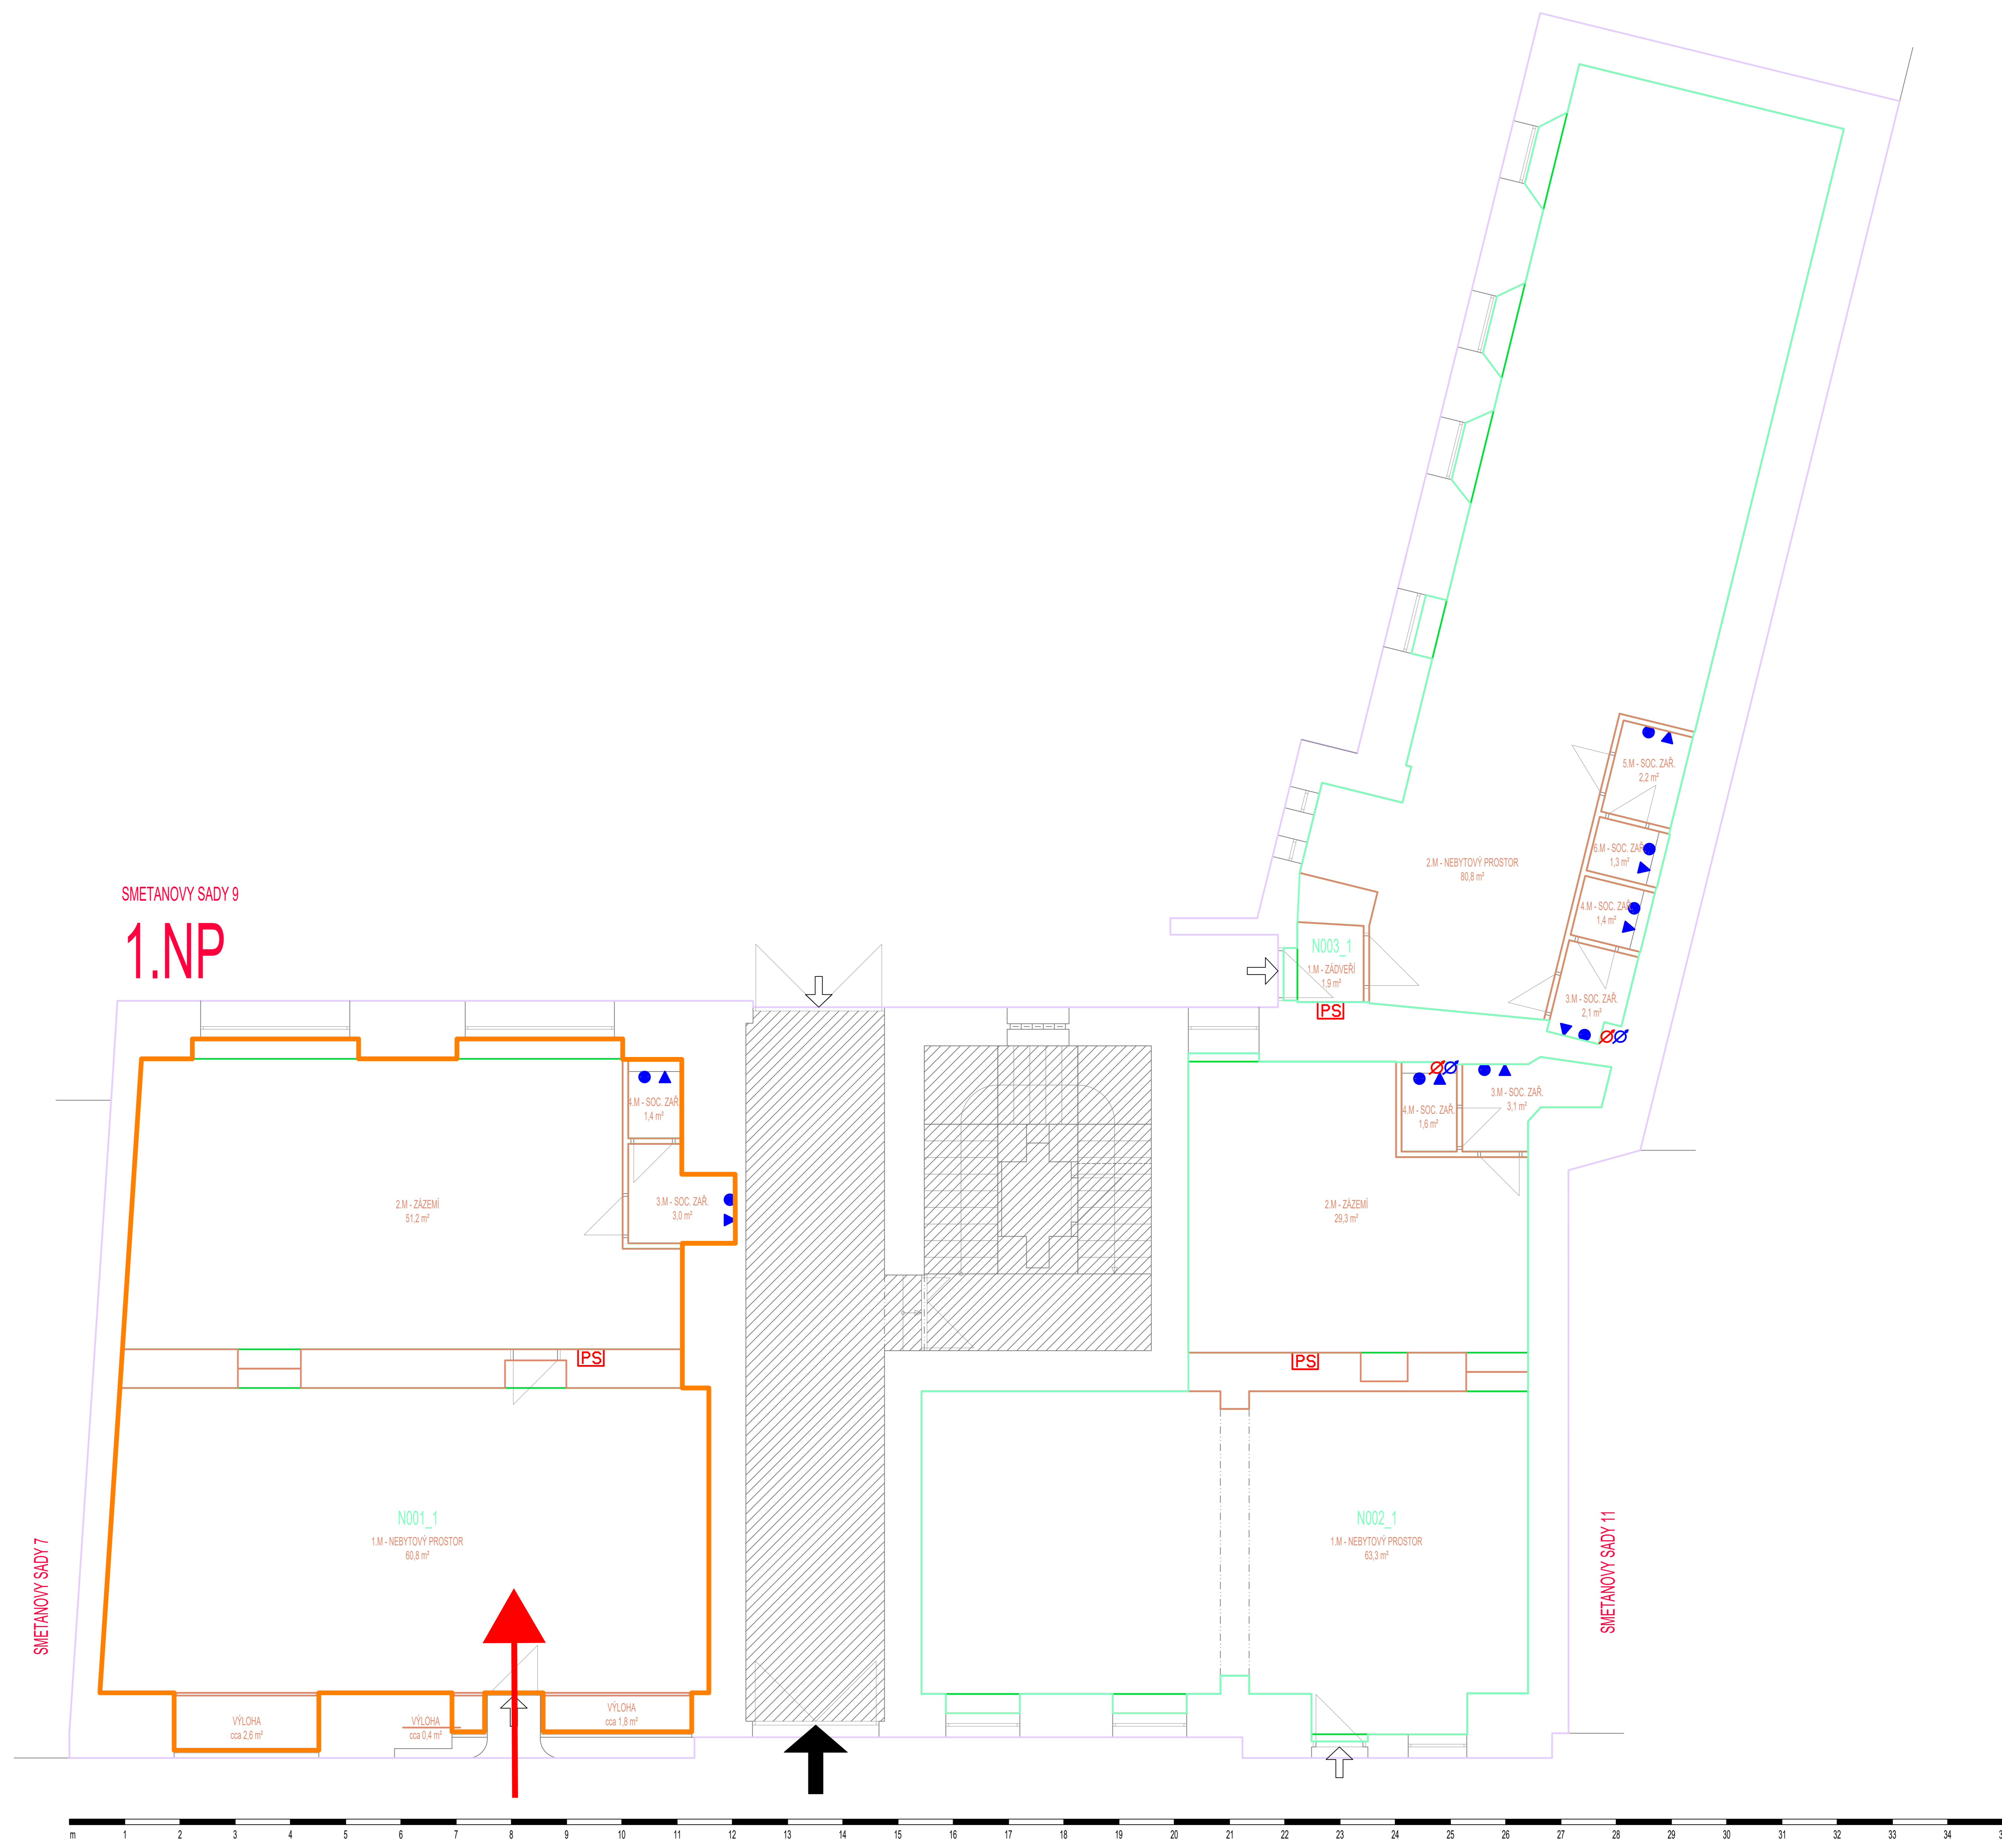 5.M - SOC. ZAŘ.
2,2 m²
6.M - SOC. ZAŘ.
1,3 m²
2.M - NEBYTOVÝ PROSTOR
80,8 m²
4.M - SOC. ZAŘ.
1,4 m²
SMETANOVY SADY 9
1.NP
N003_1
1.M - ZÁDVEŘÍ
1,9 m²
3.M - SOC. ZAŘ.
2,1 m²
PS
4.M - SOC. ZAŘ.
1,4 m²
3.M - SOC. ZAŘ.
3,1 m²
4.M - SOC. ZAŘ.
1,6 m²
2.M - ZÁZEMÍ
51,2 m²
3.M - SOC. ZAŘ.
3,0 m²
2.M - ZÁZEMÍ
29,3 m²
PS
PS
N001_1
1.M - NEBYTOVÝ PROSTOR
60,8 m²
N002_1
1.M - NEBYTOVÝ PROSTOR
63,3 m²
SMETANOVY SADY 7
SMETANOVY SADY 11
VÝLOHA
cca 2,6 m²
VÝLOHA
cca 0,4 m²
VÝLOHA
cca 1,8 m²
m 1 2 3 4 5 6 7 8 9 10 11 12 13 14 15 16 17 18 19 20 21 22 23 24 25 26 27 28 29 30 31 32 33 34